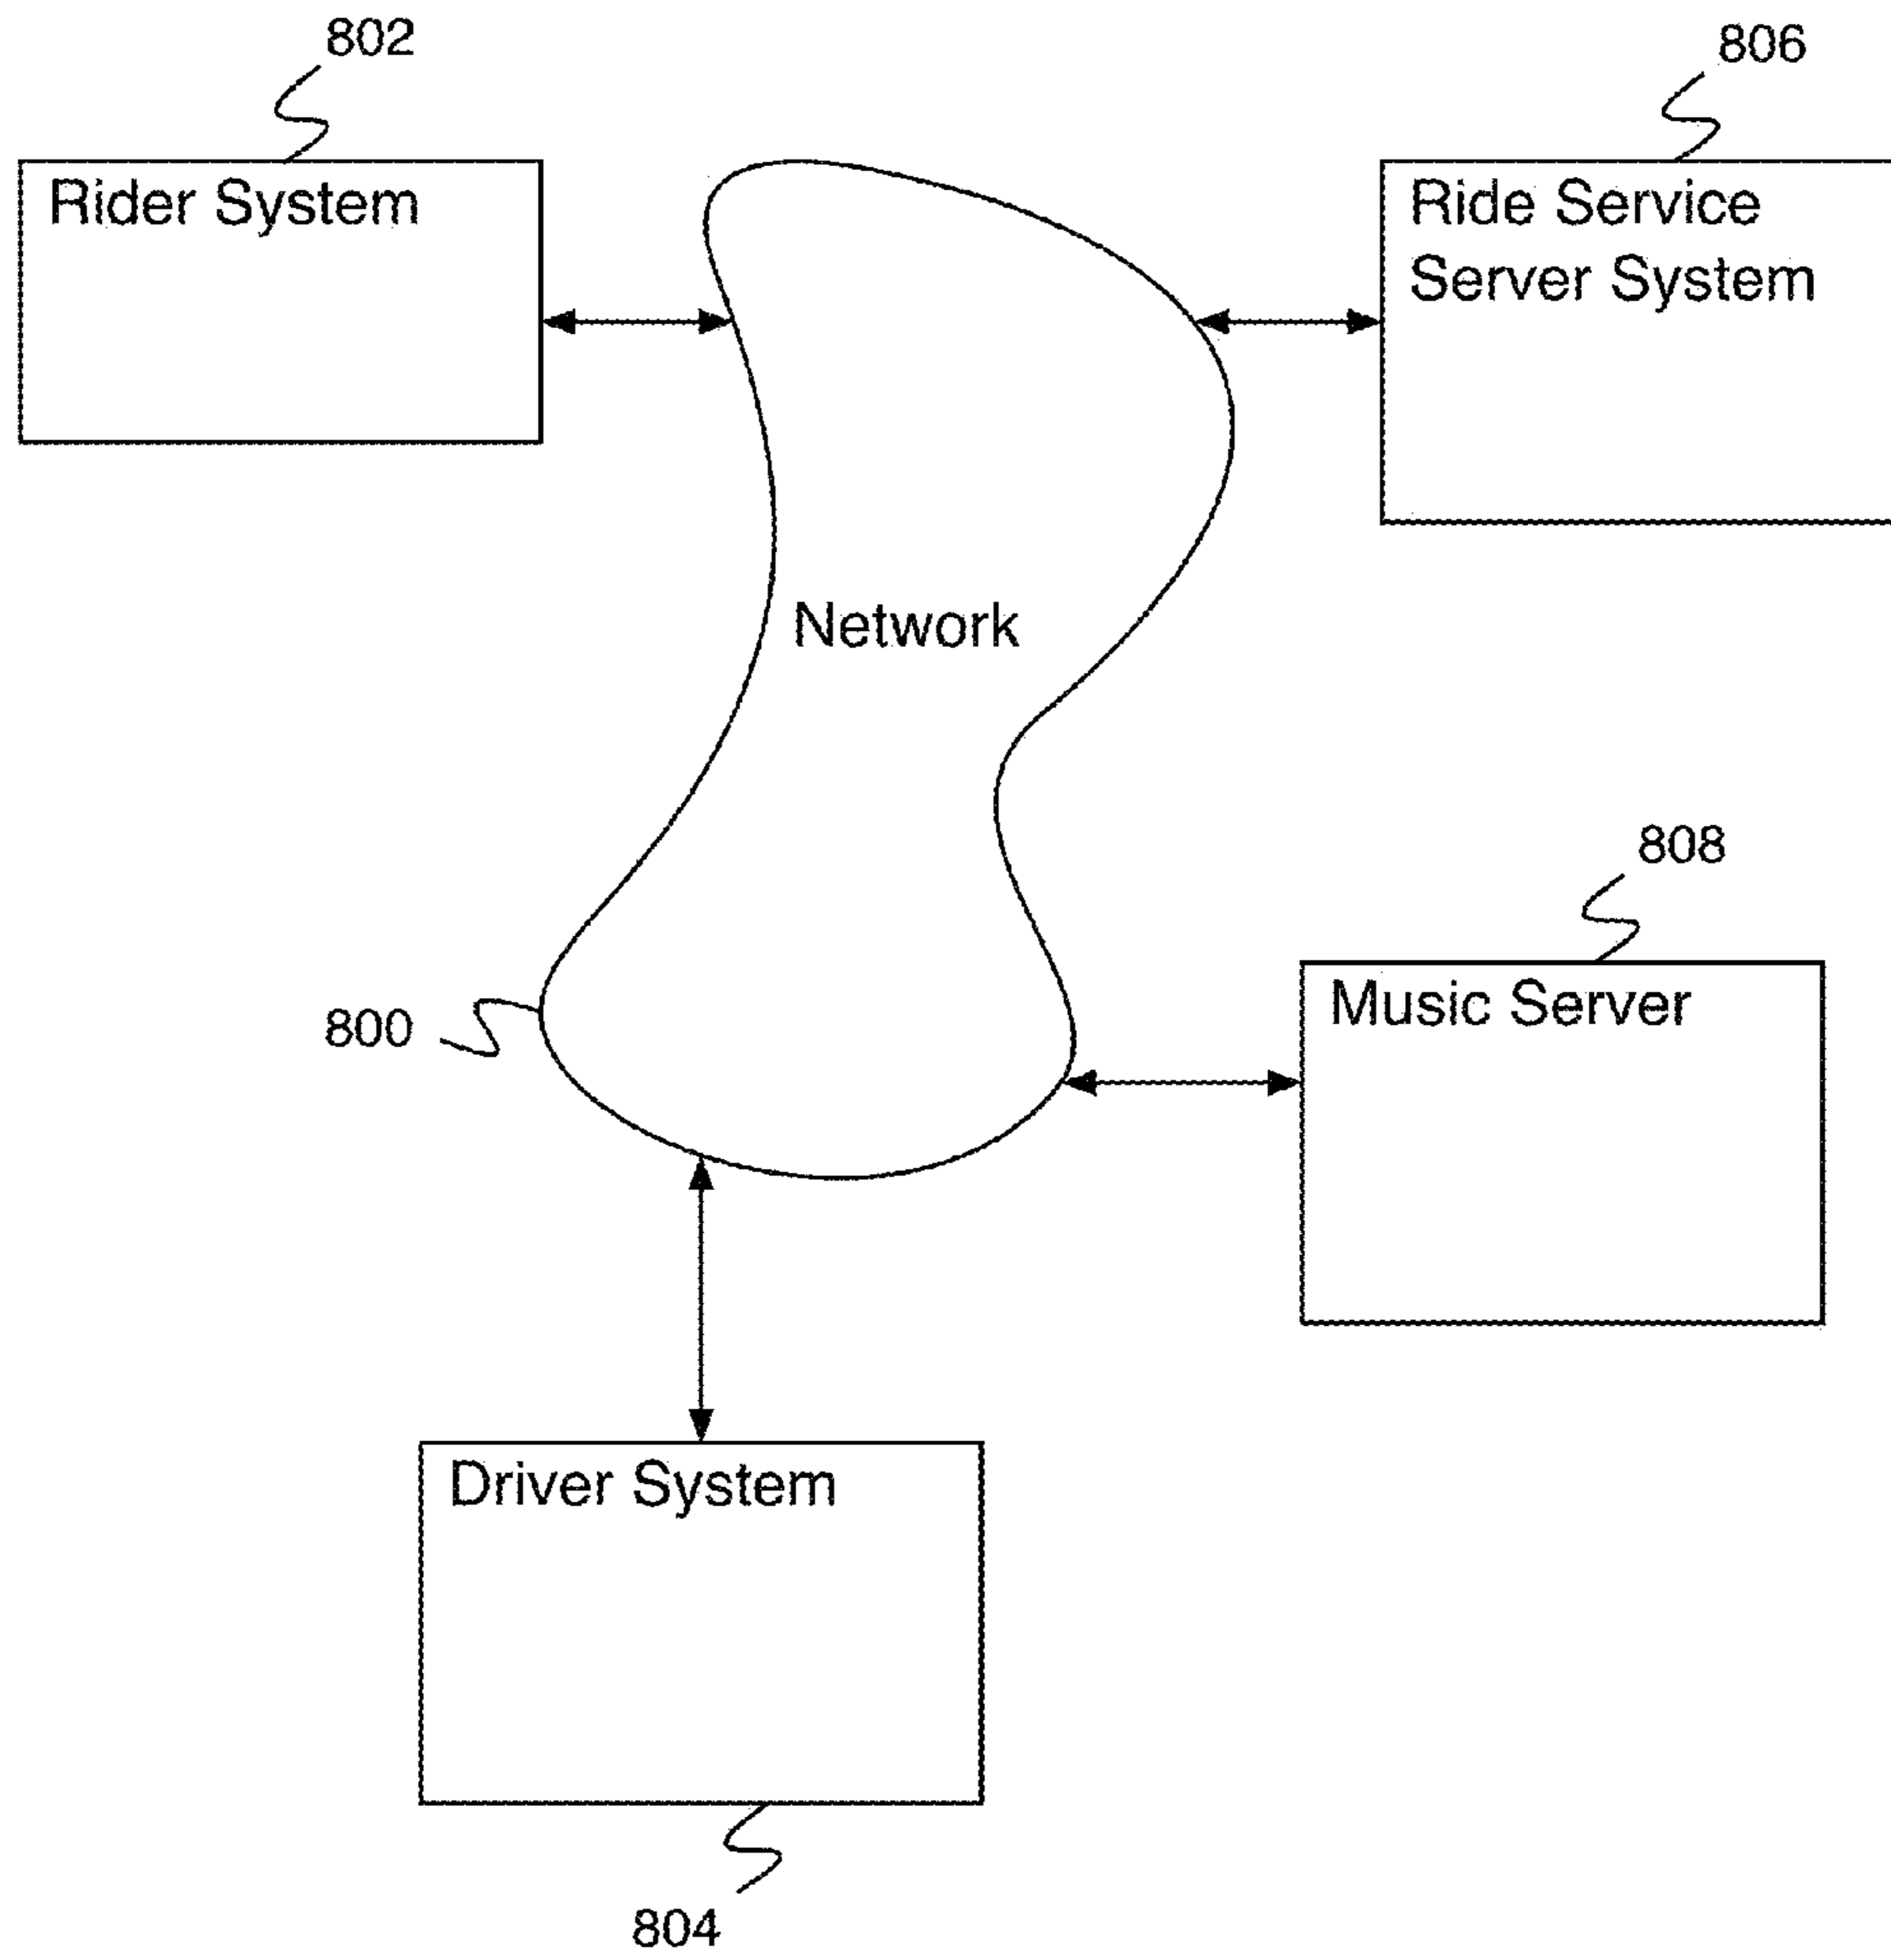 802
806
Rider System
Ride Service
Server System
Network
808
Music Server
800
Driver System
804